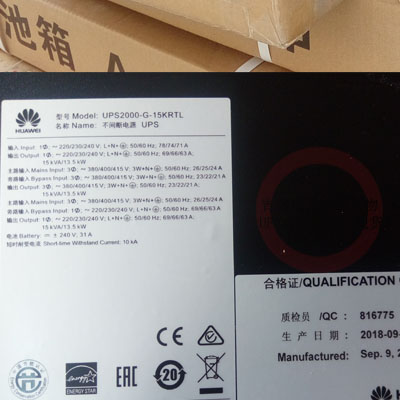 池箱
HUAWEI
型号 Model: UPS2000-G-15KRTL
名称 Name: 不间断电源 UPS
输入 Input: 1Φ; ～ 220/230/240 V; L+N+⏚; 50/60 Hz; 78/74/71 A
输出 Output: 1Φ; ～ 220/230/240 V; L+N+⏚; 50/60 Hz; 69/66/63 A,
15 kVA/13.5 kW
主路输入 Mains Input: 3Φ; ～ 380/400/415 V; 3W+N+⏚; 50/60 Hz; 26/25/24 A
旁路输入 Bypass Input: 3Φ; ～ 380/400/415 V; 3W+N+⏚; 50/60 Hz; 23/22/21 A
输出 Output: 3Φ; ～ 380/400/415 V; 3W+N+⏚; 50/60 Hz; 23/22/21 A,
15 kVA/13.5 kW
主路输入 Mains Input: 3Φ; ～ 380/400/415 V; 3W+N+⏚; 50/60 Hz; 26/25/24 A
旁路输入 Bypass Input: 1Φ; ～ 220/230/240 V; L+N+⏚; 50/60 Hz; 69/66/63 A
输出 Output: 1Φ; ～ 220/230/240 V; L+N+⏚; 50/60 Hz; 69/66/63 A,
15 kVA/13.5 kW
电池 Battery: ⎓ ± 240 V, 31 A
短时耐受电流 Short-time Withstand Current: 10 kA
CE
EAC
20
合格证/QUALIFICATION
质检员 /QC: 816775
生产日期 2018-09-
Manufactured: Sep. 9, 2
HUAWEI